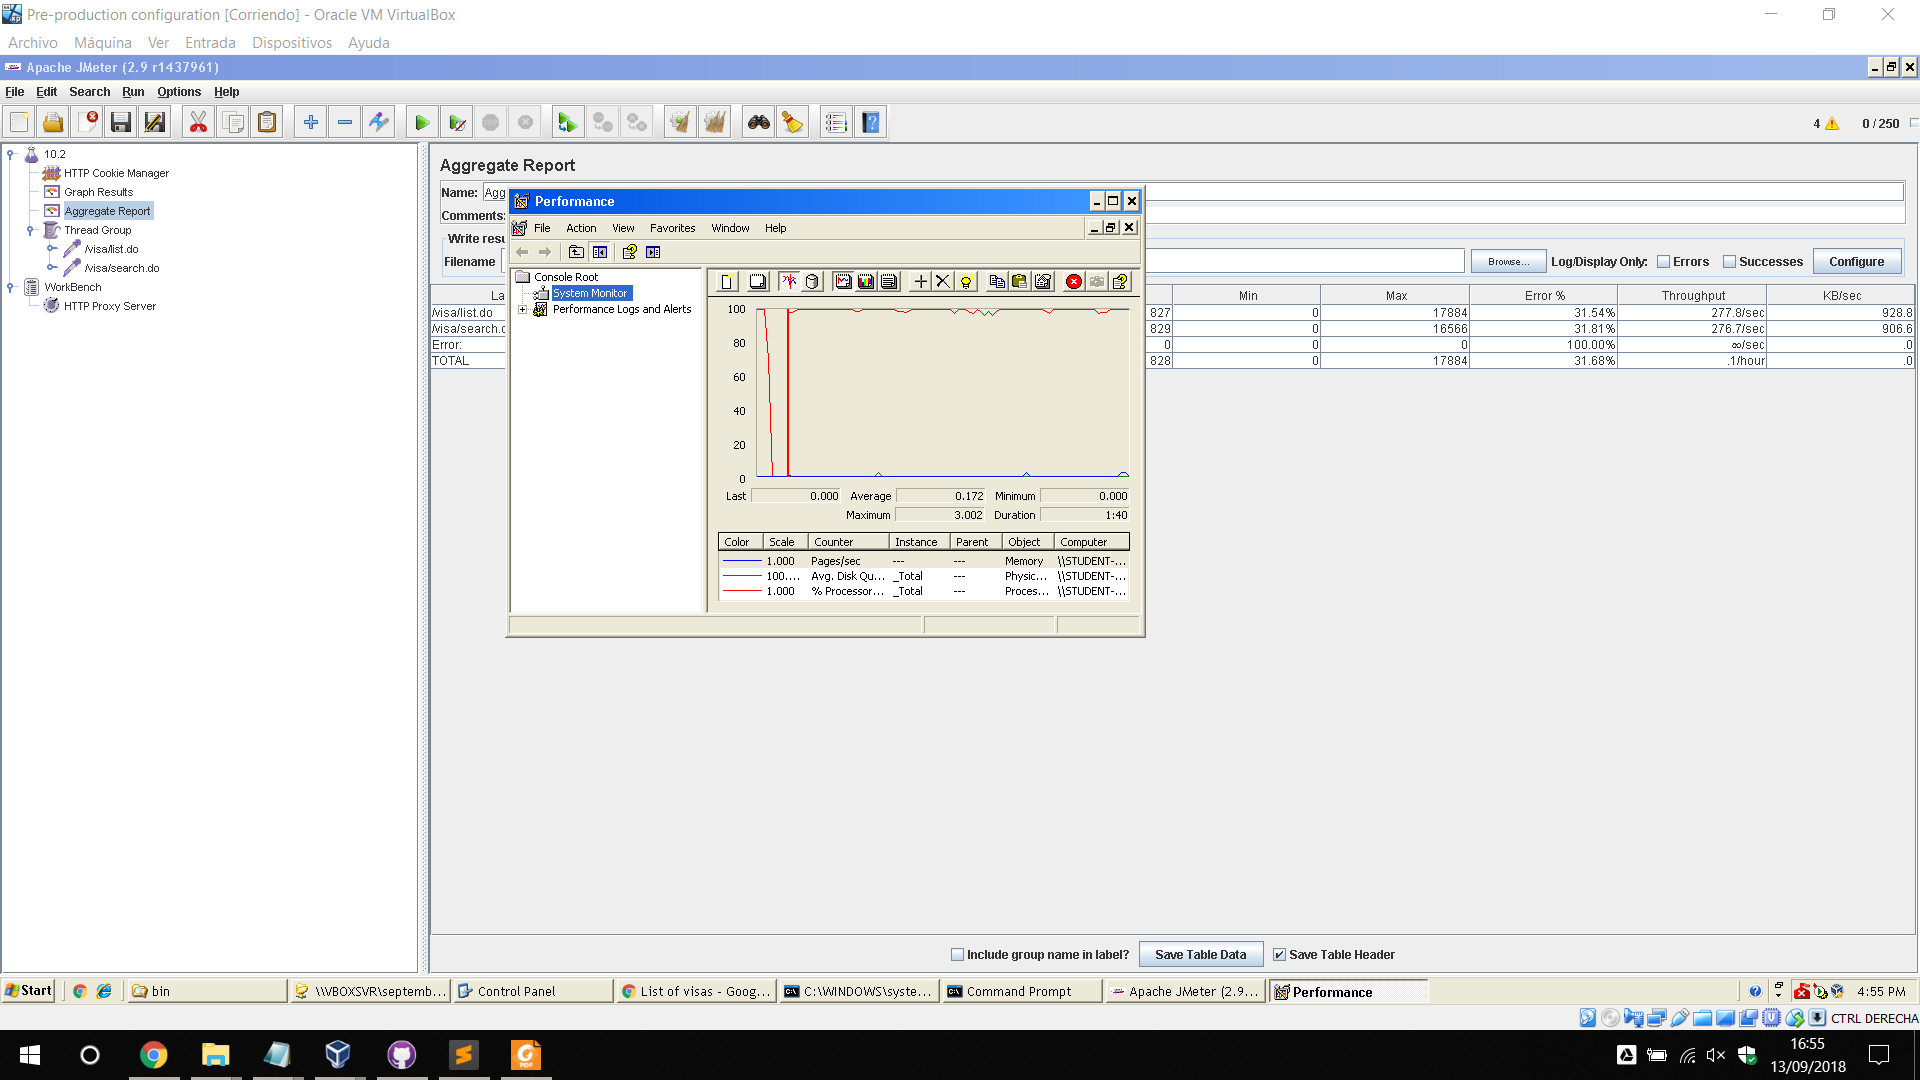 Pre-production configuration [Corriendo] - Oracle VM VirtualBox
Archivo Máquina Ver Entrada Dispositivos Ayuda
Apache JMeter (2.9 r1437961)
File Edit Search Run Options Help
4 0 / 250
10.2
HTTP Cookie Manager
Graph Results
Aggregate Report
Thread Group
/visa/list.do
/visa/search.do
WorkBench
HTTP Proxy Server
Aggregate Report
Name: Agg
Comments:
Write resu
Filename Browse... Log/Display Only: Errors Successes Configure
La Min Max Error % Throughput KB/sec
/visa/list.do 827 0 17884 31.54% 277.8/sec 928.8
/visa/search.d 829 0 16566 31.81% 276.7/sec 906.6
Error: 0 0 0 100.00% ∞/sec .0
TOTAL 828 0 17884 31.68% .1/hour .0
Performance
File Action View Favorites Window Help
Console Root
System Monitor
Performance Logs and Alerts
100
80
60
40
20
0
Last 0.000 Average 0.172 Minimum 0.000
Maximum 3.002 Duration 1:40
Color Scale Counter Instance Parent Object Computer
1.000 Pages/sec --- --- Memory \\STUDENT-...
100.... Avg. Disk Qu... _Total --- Physic... \\STUDENT-...
1.000 % Processor... _Total --- Proces... \\STUDENT-...
Include group name in label? Save Table Data Save Table Header
Start bin \\VBOXSVR\septemb... Control Panel List of visas - Goog... C:\WINDOWS\syste... Command Prompt Apache JMeter (2.9... Performance 4:55 PM
CTRL DERECHA
16:55
13/09/2018